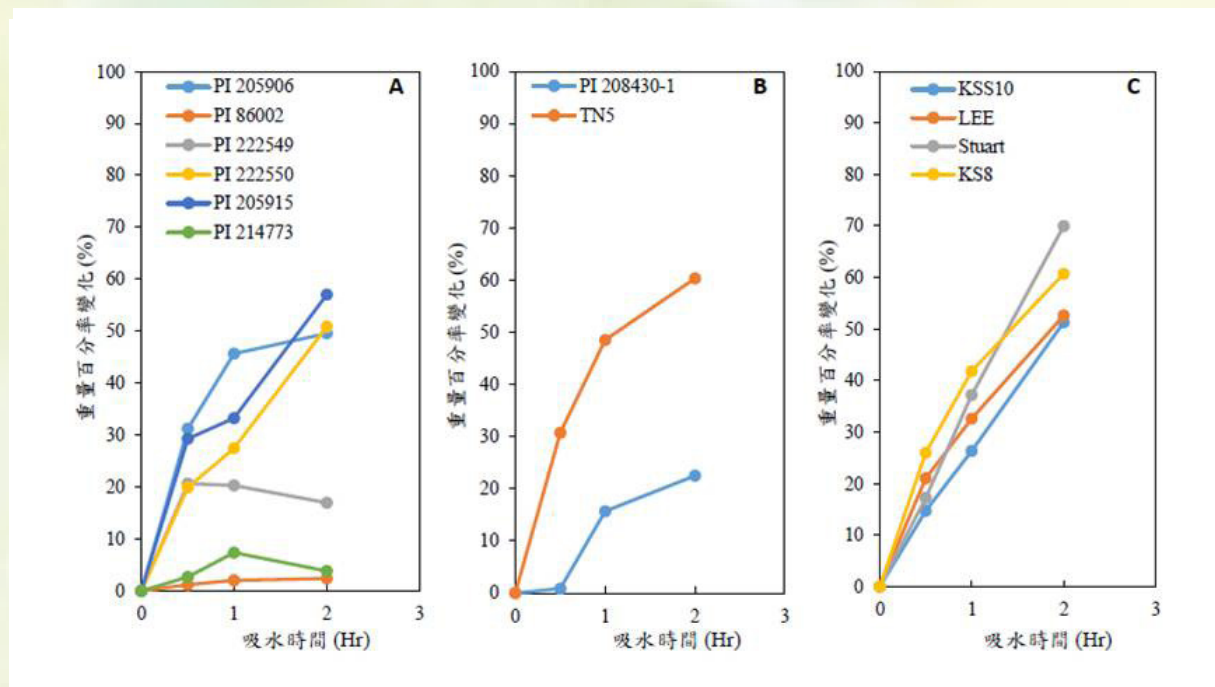 A
PI 205906
PI 86002
PI 222549
PI 222550
PI 205915
PI 214773
重量百分率變化 (%)
100
90
80
70
60
50
40
30
20
10
0
0 1 2 3
吸水時間 (Hr)
B
PI 208430-1
TN5
重量百分率變化 (%)
100
90
80
70
60
50
40
30
20
10
0
0 1 2 3
吸水時間 (Hr)
C
KSS10
LEE
Stuart
KS8
重量百分率變化 (%)
100
90
80
70
60
50
40
30
20
10
0
0 1 2 3
吸水時間 (Hr)